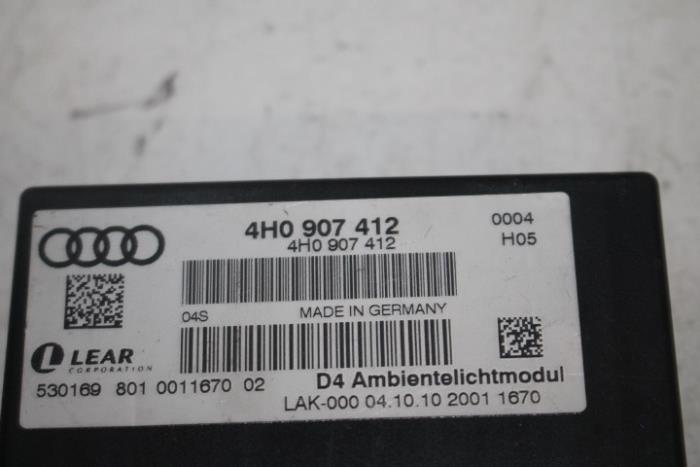 4H0 907 412
4H0 907 412
0004
H05
04S
MADE IN GERMANY
LEAR
CORPORATION
530169 801 0011670 02
D4 Ambientelichtmodul
LAK-000 04.10.10 2001 1670